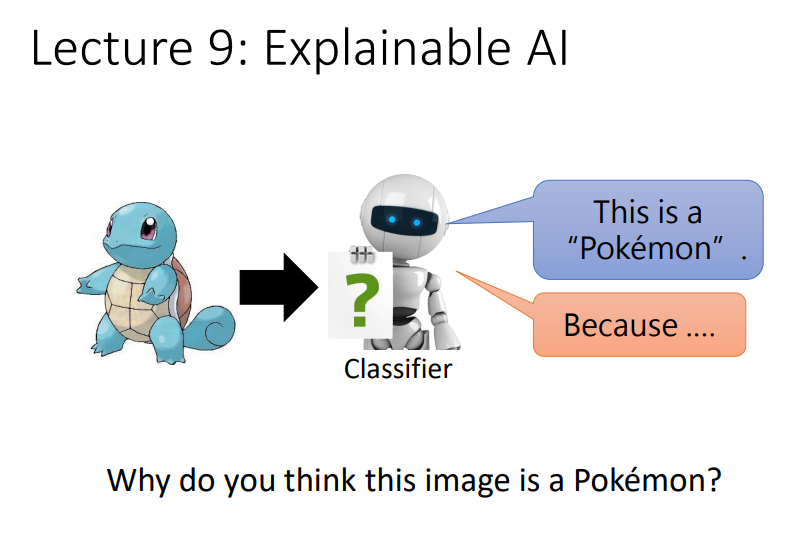 Lecture 9: Explainable AI
This is a
“Pokémon” .
Because ....
?
Classifier
Why do you think this image is a Pokémon?